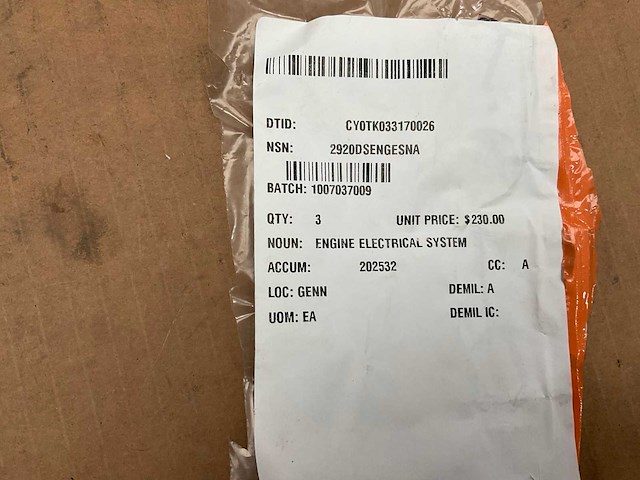 DTID: CY0TK033170026
NSN: 2920DSENGESNA
BATCH: 1007037009
QTY: 3 UNIT PRICE: $230.00
NOUN: ENGINE ELECTRICAL SYSTEM
ACCUM: 202532 CC: A
LOC: GENN DEMIL: A
UOM: EA DEMIL IC: